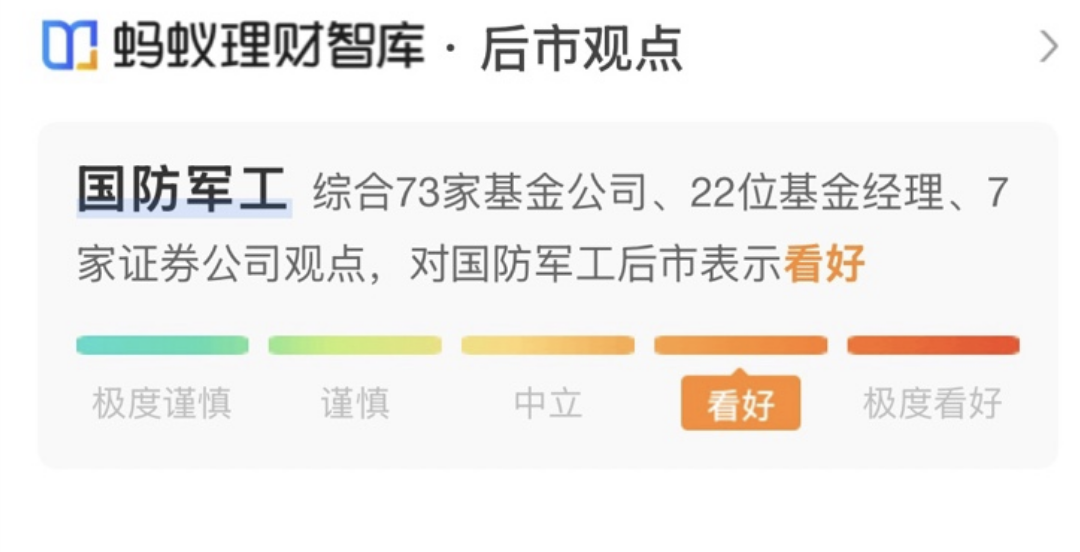 蚂蚁理财智库 · 后市观点
国防军工 综合73家基金公司、22位基金经理、7
家证券公司观点，对国防军工后市表示看好
极度谨慎 谨慎 中立 看好 极度看好